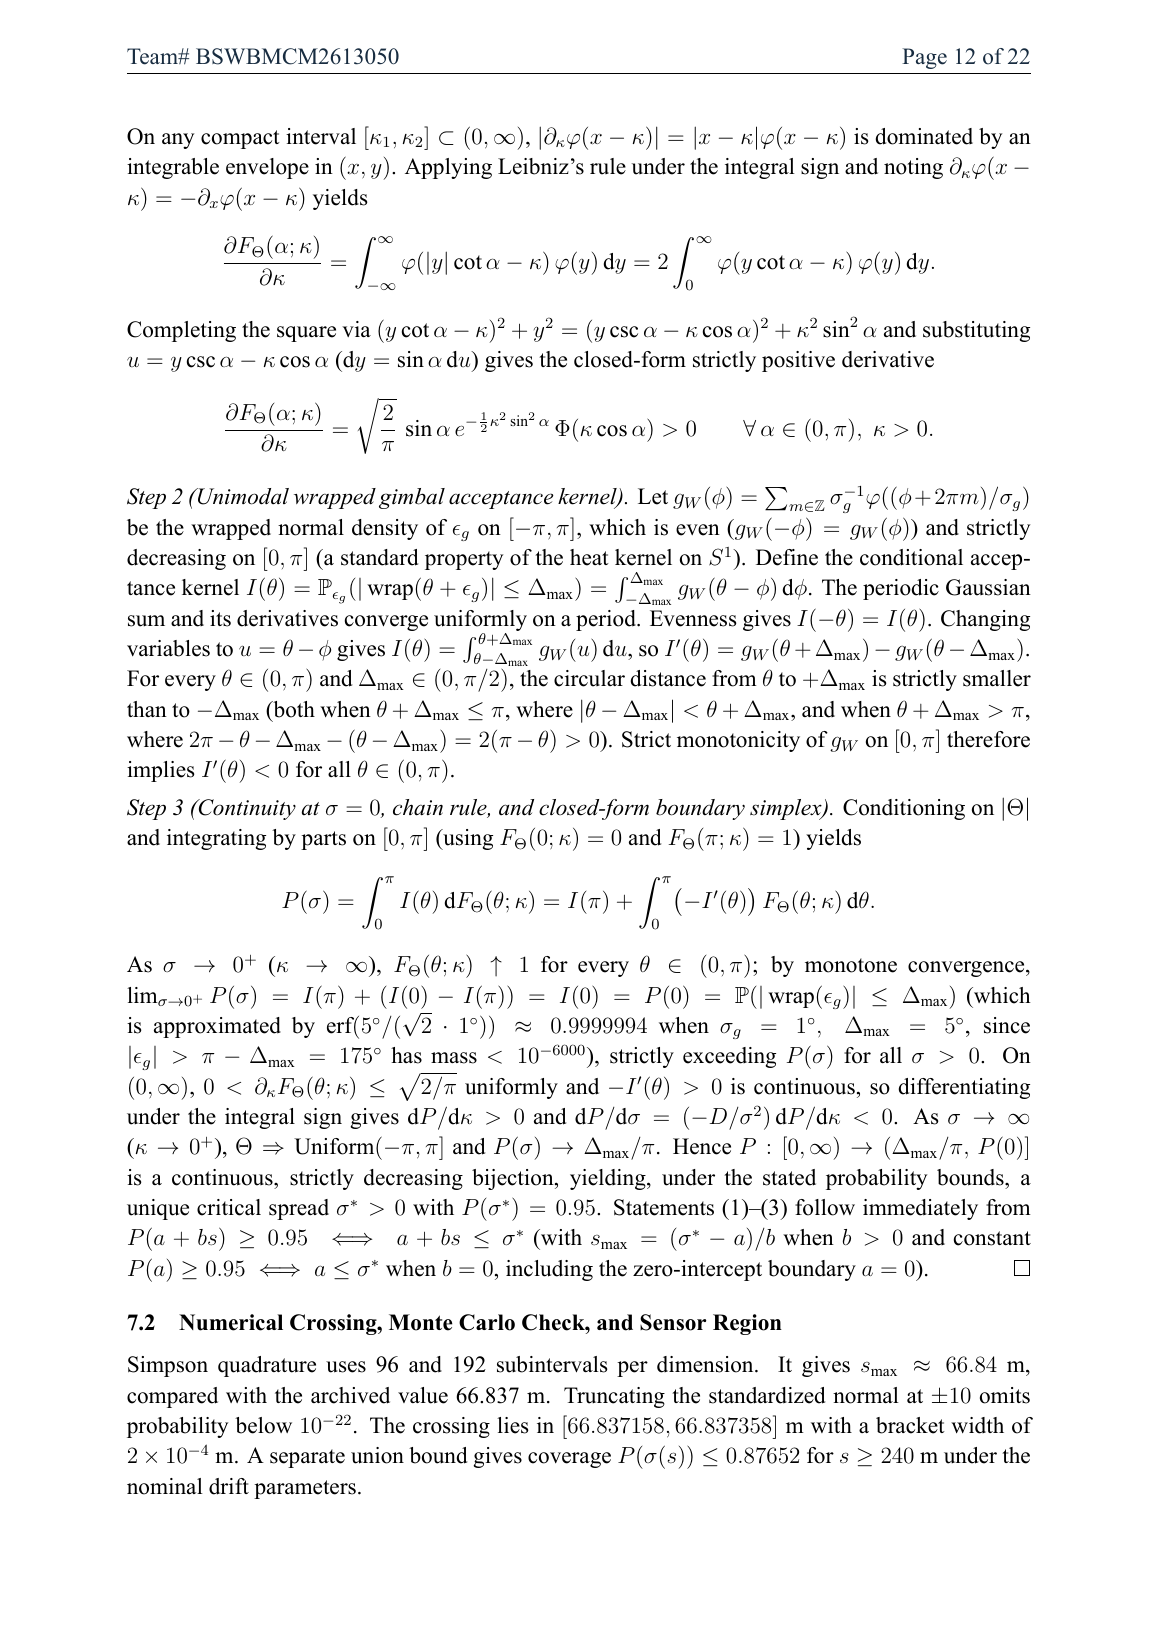 Team# BSWBMCM2613050 Page 12 of 22
On any compact interval [κ₁, κ₂] ⊂ (0, ∞), |∂κφ(x − κ)| = |x − κ|φ(x − κ) is dominated by an
integrable envelope in (x, y). Applying Leibniz’s rule under the integral sign and noting ∂κφ(x −
κ) = −∂ₓφ(x − κ) yields
∂F_Θ(α; κ)/∂κ = ∫_{−∞}^{∞} φ(|y| cot α − κ) φ(y) dy = 2 ∫_0^∞ φ(y cot α − κ) φ(y) dy.
Completing the square via (y cot α − κ)² + y² = (y csc α − κ cos α)² + κ² sin² α and substituting
u = y csc α − κ cos α (dy = sin α du) gives the closed-form strictly positive derivative
∂F_Θ(α; κ)/∂κ = √(2/π) sin α e^{−½κ² sin² α} Φ(κ cos α) > 0 ∀ α ∈ (0, π), κ > 0.
Step 2 (Unimodal wrapped gimbal acceptance kernel). Let g_W(ϕ) = ∑_{m∈ℤ} σ_g^{−1}φ((ϕ+2πm)/σ_g)
be the wrapped normal density of ϵ_g on [−π, π], which is even (g_W(−ϕ) = g_W(ϕ)) and strictly
decreasing on [0, π] (a standard property of the heat kernel on S¹). Define the conditional accep-
tance kernel I(θ) = ℙ_{ϵ_g}(| wrap(θ + ϵ_g)| ≤ Δ_max) = ∫_{−Δ_max}^{Δ_max} g_W(θ − ϕ) dϕ. The periodic Gaussian
sum and its derivatives converge uniformly on a period. Evenness gives I(−θ) = I(θ). Changing
variables to u = θ − ϕ gives I(θ) = ∫_{θ−Δ_max}^{θ+Δ_max} g_W(u) du, so I′(θ) = g_W(θ + Δ_max) − g_W(θ − Δ_max).
For every θ ∈ (0, π) and Δ_max ∈ (0, π/2), the circular distance from θ to +Δ_max is strictly smaller
than to −Δ_max (both when θ + Δ_max ≤ π, where |θ − Δ_max| < θ + Δ_max, and when θ + Δ_max > π,
where 2π − θ − Δ_max − (θ − Δ_max) = 2(π − θ) > 0). Strict monotonicity of g_W on [0, π] therefore
implies I′(θ) < 0 for all θ ∈ (0, π).
Step 3 (Continuity at σ = 0, chain rule, and closed-form boundary simplex). Conditioning on |Θ|
and integrating by parts on [0, π] (using F_Θ(0; κ) = 0 and F_Θ(π; κ) = 1) yields
P(σ) = ∫_0^π I(θ) dF_Θ(θ; κ) = I(π) + ∫_0^π (−I′(θ)) F_Θ(θ; κ) dθ.
As σ → 0⁺ (κ → ∞), F_Θ(θ; κ) ↑ 1 for every θ ∈ (0, π); by monotone convergence,
lim_{σ→0⁺} P(σ) = I(π) + (I(0) − I(π)) = I(0) = P(0) = ℙ(| wrap(ϵ_g)| ≤ Δ_max) (which
is approximated by erf(5°/(√2 · 1°)) ≈ 0.9999994 when σ_g = 1°, Δ_max = 5°, since
|ϵ_g| > π − Δ_max = 175° has mass < 10^{−6000}), strictly exceeding P(σ) for all σ > 0. On
(0, ∞), 0 < ∂κF_Θ(θ; κ) ≤ √(2/π) uniformly and −I′(θ) > 0 is continuous, so differentiating
under the integral sign gives dP/dκ > 0 and dP/dσ = (−D/σ²) dP/dκ < 0. As σ → ∞
(κ → 0⁺), Θ ⇒ Uniform(−π, π] and P(σ) → Δ_max/π. Hence P : [0, ∞) → (Δ_max/π, P(0)]
is a continuous, strictly decreasing bijection, yielding, under the stated probability bounds, a
unique critical spread σ* > 0 with P(σ*) = 0.95. Statements (1)–(3) follow immediately from
P(a + bs) ≥ 0.95 ⟺ a + bs ≤ σ* (with s_max = (σ* − a)/b when b > 0 and constant
P(a) ≥ 0.95 ⟺ a ≤ σ* when b = 0, including the zero-intercept boundary a = 0). □
7.2 Numerical Crossing, Monte Carlo Check, and Sensor Region
Simpson quadrature uses 96 and 192 subintervals per dimension. It gives s_max ≈ 66.84 m,
compared with the archived value 66.837 m. Truncating the standardized normal at ±10 omits
probability below 10^{−22}. The crossing lies in [66.837158, 66.837358] m with a bracket width of
2 × 10^{−4} m. A separate union bound gives coverage P(σ(s)) ≤ 0.87652 for s ≥ 240 m under the
nominal drift parameters.